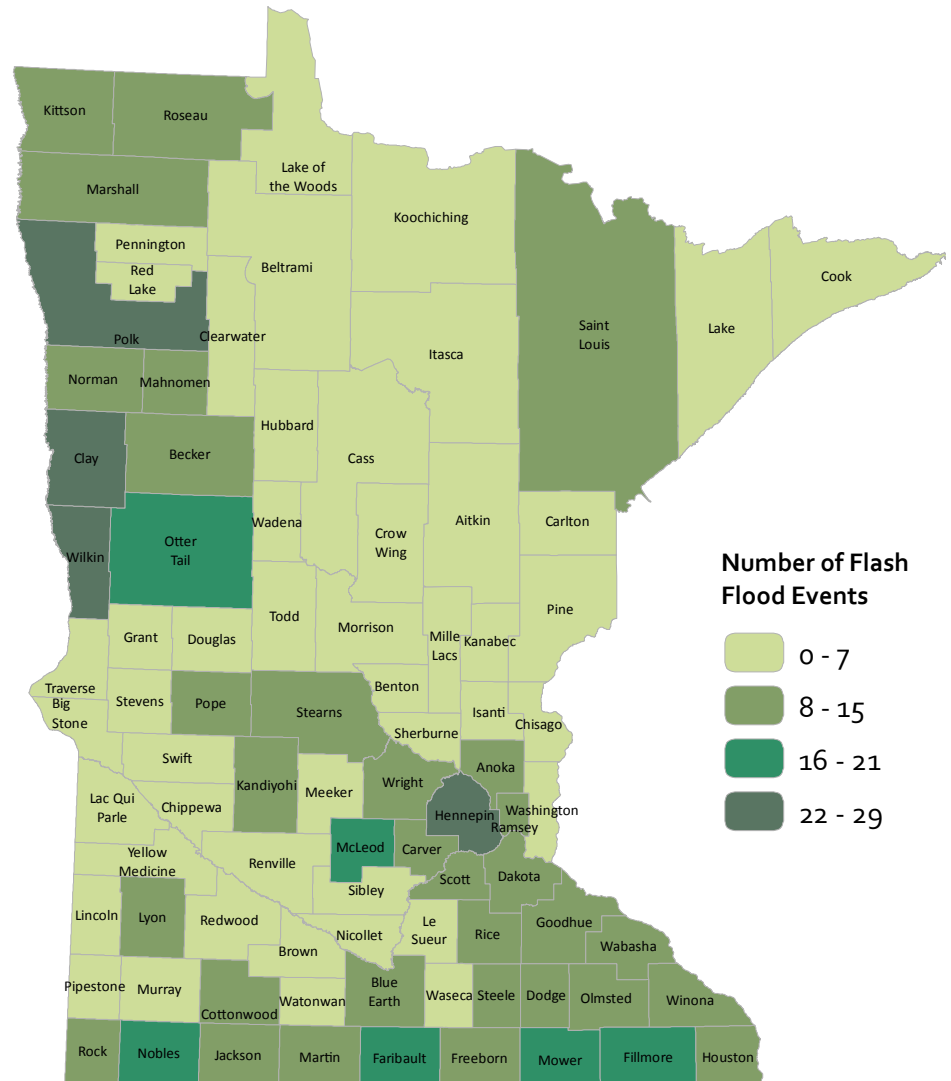 Kittson
Roseau
Lake of
the Woods
Marshall
Koochiching
Pennington
Red
Lake
Beltrami
Cook
Polk
Clearwater
Saint
Louis
Lake
Itasca
Norman
Mahnomen
Hubbard
Clay
Becker
Cass
Wadena
Aitkin
Carlton
Crow
Wing
Otter
Tail
Wilkin
Number of Flash
Flood Events
0 - 7
8 - 15
16 - 21
22 - 29
Pine
Grant
Douglas
Todd
Morrison
Mille
Lacs
Kanabec
Traverse
Big
Stone
Stevens
Pope
Stearns
Benton
Isanti
Chisago
Sherburne
Swift
Kandiyohi
Meeker
Wright
Anoka
Lac Qui
Parle
Chippewa
Hennepin
Washington
Ramsey
McLeod
Carver
Yellow
Medicine
Renville
Sibley
Scott
Dakota
Lincoln
Lyon
Redwood
Nicollet
Le
Sueur
Rice
Goodhue
Wabasha
Brown
Pipestone
Murray
Cottonwood
Watonwan
Blue
Earth
Waseca
Steele
Dodge
Olmsted
Winona
Rock
Nobles
Jackson
Martin
Faribault
Freeborn
Mower
Fillmore
Houston